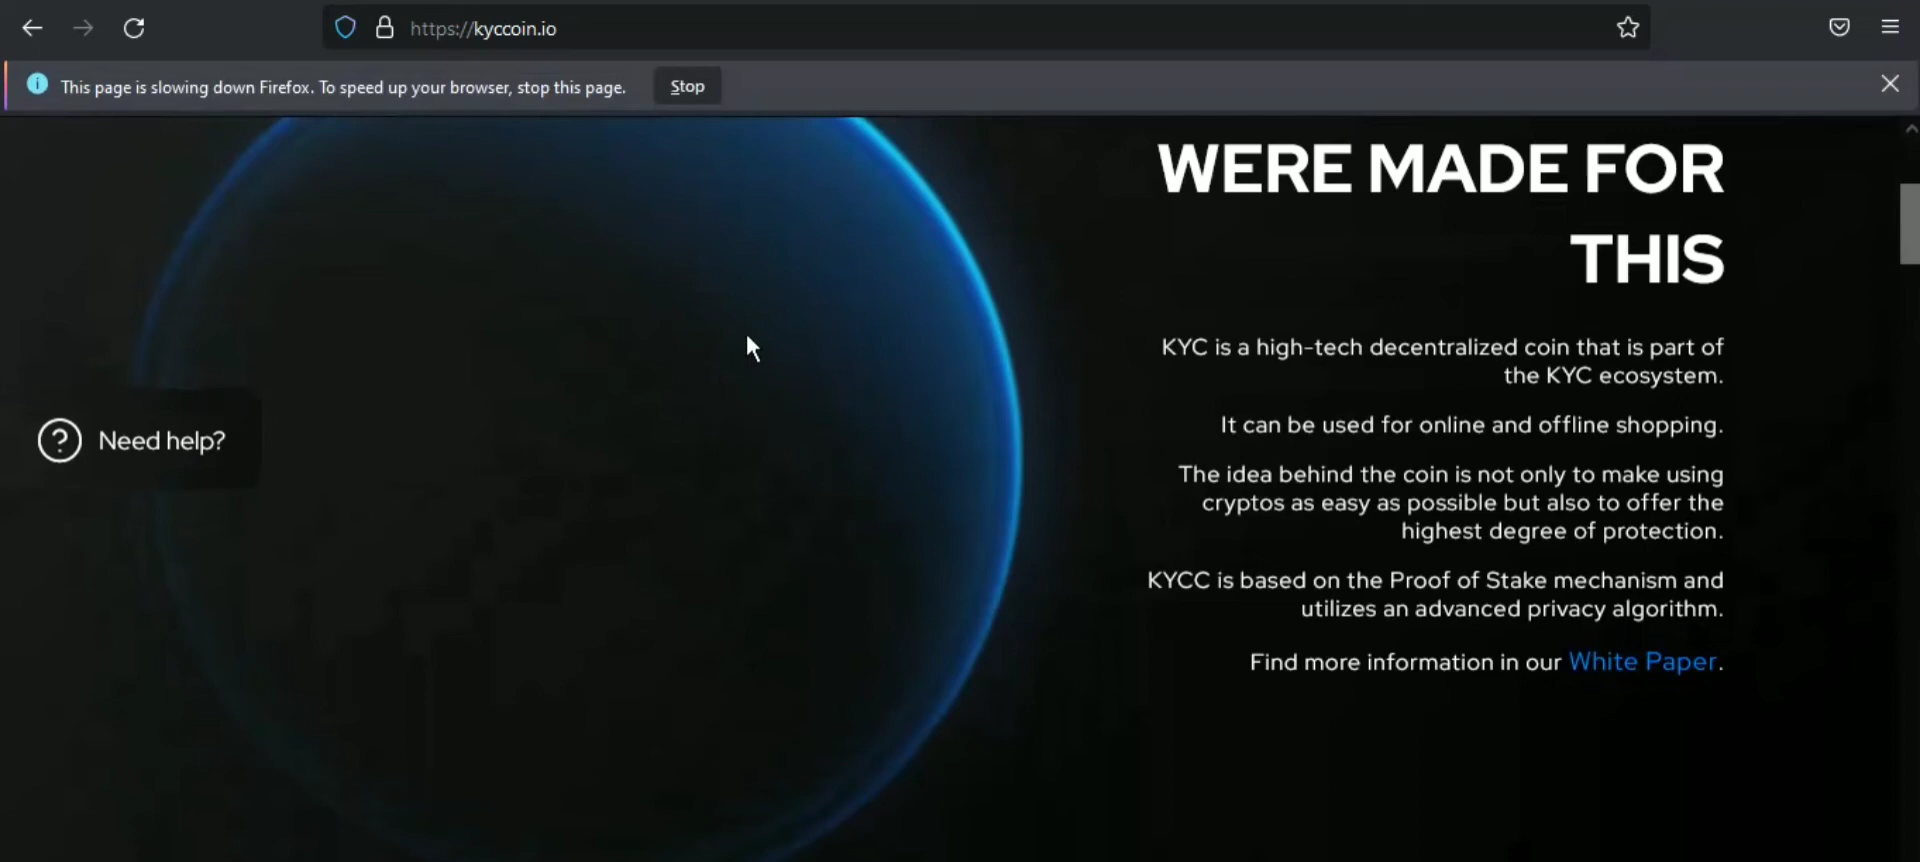 https://kyccoin.io
This page is slowing down Firefox. To speed up your browser, stop this page.
Stop
WERE MADE FOR
THIS
KYC is a high-tech decentralized coin that is part of
the KYC ecosystem.
It can be used for online and offline shopping.
The idea behind the coin is not only to make using
cryptos as easy as possible but also to offer the
highest degree of protection.
KYCC is based on the Proof of Stake mechanism and
utilizes an advanced privacy algorithm.
Find more information in our White Paper.
Need help?